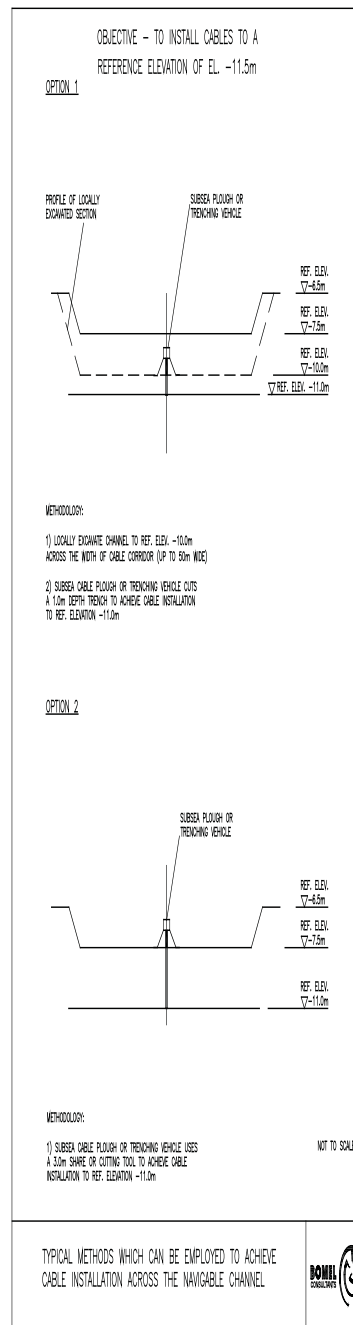 OBJECTIVE - TO INSTALL CABLES TO A
REFERENCE ELEVATION OF EL. -11.5m
OPTION 1
PROFILE OF LOCALLY
EXCAVATED SECTION
SUBSEA PLOUGH OR
TRENCHING VEHICLE
REF. ELEV.
▽-6.5m
REF. ELEV.
▽-7.5m
REF. ELEV.
▽-10.0m
▽ REF. ELEV. -11.0m
METHODOLOGY:
1) LOCALLY EXCAVATE CHANNEL TO REF. ELEV. -10.0m
ACROSS THE WIDTH OF CABLE CORRIDOR (UP TO 50m WIDE)
2) SUBSEA CABLE PLOUGH OR TRENCHING VEHICLE CUTS
A 1.0m DEPTH TRENCH TO ACHIEVE CABLE INSTALLATION
TO REF. ELEVATION -11.0m
OPTION 2
SUBSEA PLOUGH OR
TRENCHING VEHICLE
REF. ELEV.
▽-6.5m
REF. ELEV.
▽-7.5m
REF. ELEV.
▽-11.0m
METHODOLOGY:
1) SUBSEA CABLE PLOUGH OR TRENCHING VEHICLE USES
A 3.0m SHARE OR CUTTING TOOL TO ACHIEVE CABLE
INSTALLATION TO REF. ELEVATION -11.0m
NOT TO SCALE
TYPICAL METHODS WHICH CAN BE EMPLOYED TO ACHIEVE
CABLE INSTALLATION ACROSS THE NAVIGABLE CHANNEL
BOMEL
CONSULTANTS